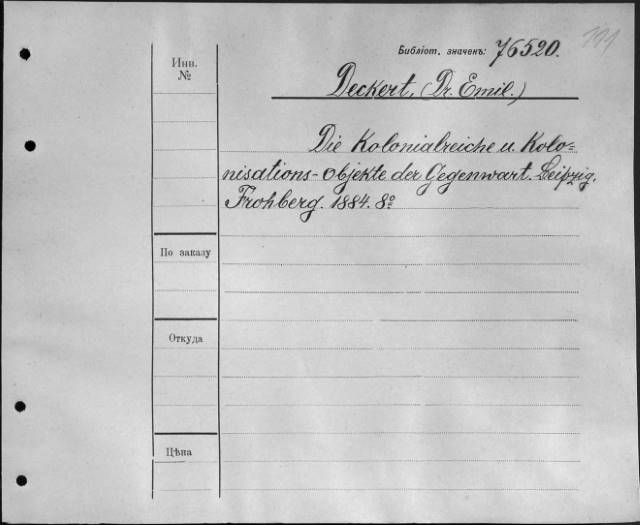 Библіот. значенъ: 76520.
Инв.
№
Deckert, (Dr. Emil.)
Die Kolonialreiche u. Kolo=
nisations-Objekte der Gegenwart. Leipzig,
Frohberg. 1884. 8º
По заказу
Откуда
Цѣна